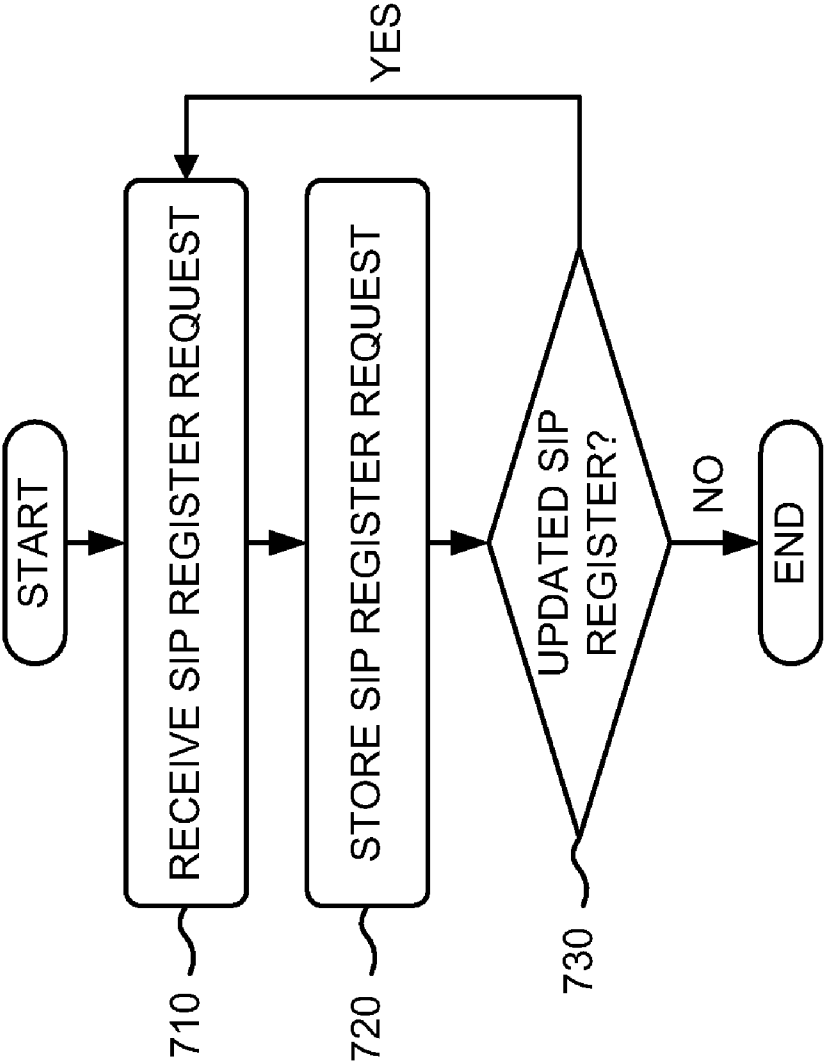 START
710
RECEIVE SIP REGISTER REQUEST
720
STORE SIP REGISTER REQUEST
730
UPDATED SIP
REGISTER?
YES
NO
END